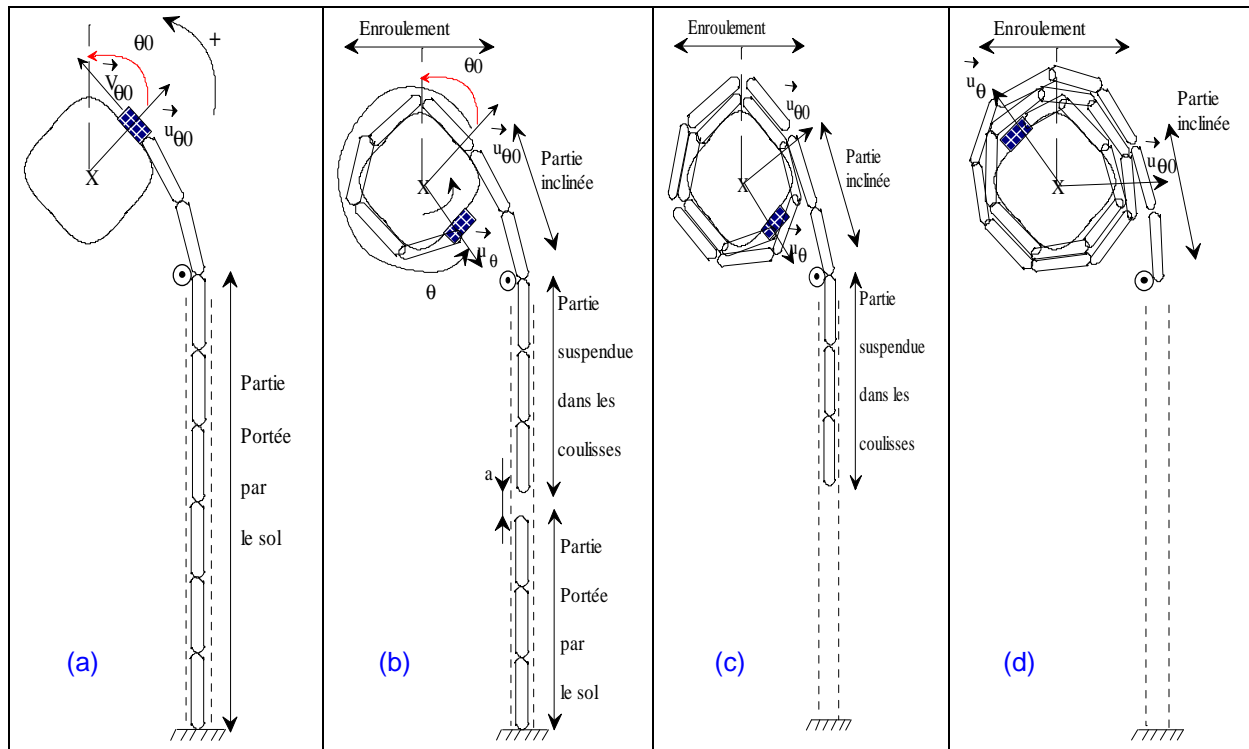 θ0
+
V
θ0
u
θ0
X
Partie
Portée
par
le sol
(a)
Enroulement
θ0
u
θ0
Partie
inclinée
X
u
θ
θ
Partie
suspendue
dans les
coulisses
a
Partie
Portée
par
le sol
(b)
Enroulement
u
θ0
Partie
inclinée
X
u
θ
Partie
suspendue
dans les
coulisses
(c)
Enroulement
u
θ
Partie
inclinée
u
θ0
X
(d)